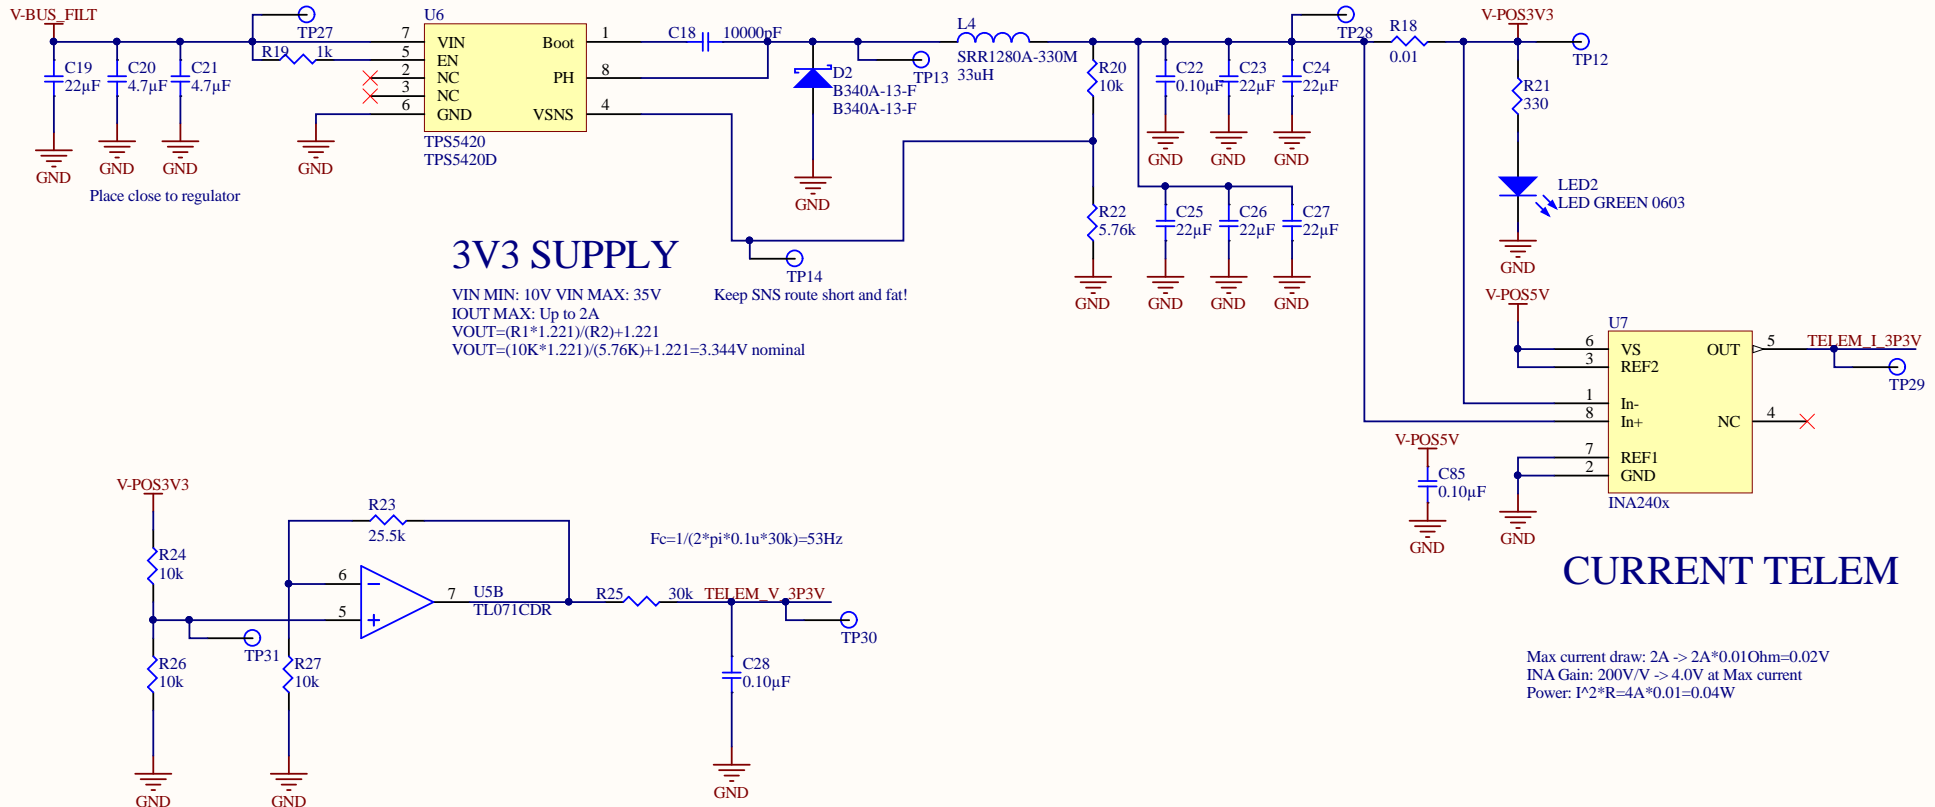 V-BUS_FILT
TP27
R19
1k
C19
22µF
C20
4.7µF
C21
4.7µF
GND
GND
GND
GND
Place close to regulator
U6
7
VIN
5
EN
2
NC
3
NC
6
GND
Boot
1
PH
8
VSNS
4
TPS5420
TPS5420D
C18
10000pF
D2
B340A-13-F
B340A-13-F
GND
TP13
L4
SRR1280A-330M
33uH
R20
10k
R22
5.76k
GND
C22
0.10µF
C23
22µF
C24
22µF
GND
GND
GND
C25
22µF
C26
22µF
C27
22µF
GND
GND
GND
TP28
R18
0.01
V-POS3V3
TP12
R21
330
LED2
LED GREEN 0603
GND
3V3 SUPPLY
VIN MIN: 10V VIN MAX: 35V
IOUT MAX: Up to 2A
VOUT=(R1*1.221)/(R2)+1.221
VOUT=(10K*1.221)/(5.76K)+1.221=3.344V nominal
TP14
Keep SNS route short and fat!
V-POS5V
U7
6
VS
3
REF2
1
In-
8
In+
7
REF1
2
GND
OUT
5
NC
4
INA240x
TELEM_I_3P3V
TP29
V-POS5V
C85
0.10µF
GND
GND
CURRENT TELEM
Max current draw: 2A -> 2A*0.01Ohm=0.02V
INA Gain: 200V/V -> 4.0V at Max current
Power: I^2*R=4A*0.01=0.04W
V-POS3V3
R24
10k
R26
10k
GND
TP31
R23
25.5k
R27
10k
GND
6
5
7
U5B
TL071CDR
Fc=1/(2*pi*0.1u*30k)=53Hz
R25
30k
TELEM_V_3P3V
TP30
C28
0.10µF
GND